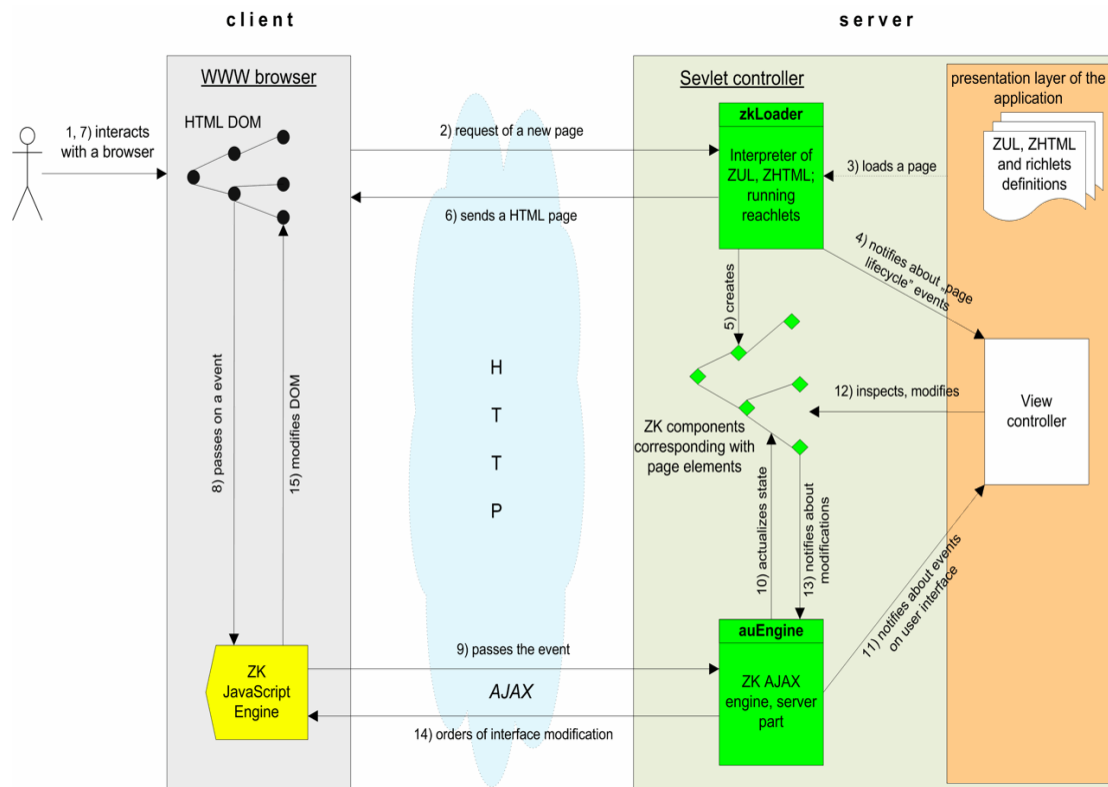 client
server
WWW browser
HTML DOM
1, 7) interacts
with a browser
2) request of a new page
6) sends a HTML page
Sevlet controller
zkLoader
Interpreter of
ZUL, ZHTML;
running
reachlets
presentation layer of the
application
ZUL, ZHTML
and richlets
definitions
3) loads a page
4) notifies about „page
lifecycle” events
5) creates
ZK components
corresponding with
page elements
12) inspects, modifies
View
controller
8) passes on a event
15) modifies DOM
H
T
T
P
10) actualizes state
13) notifies about
modifications
11) notifies about events
on user interface
ZK
JavaScript
Engine
9) passes the event
AJAX
14) orders of interface modification
auEngine
ZK AJAX
engine, server
part